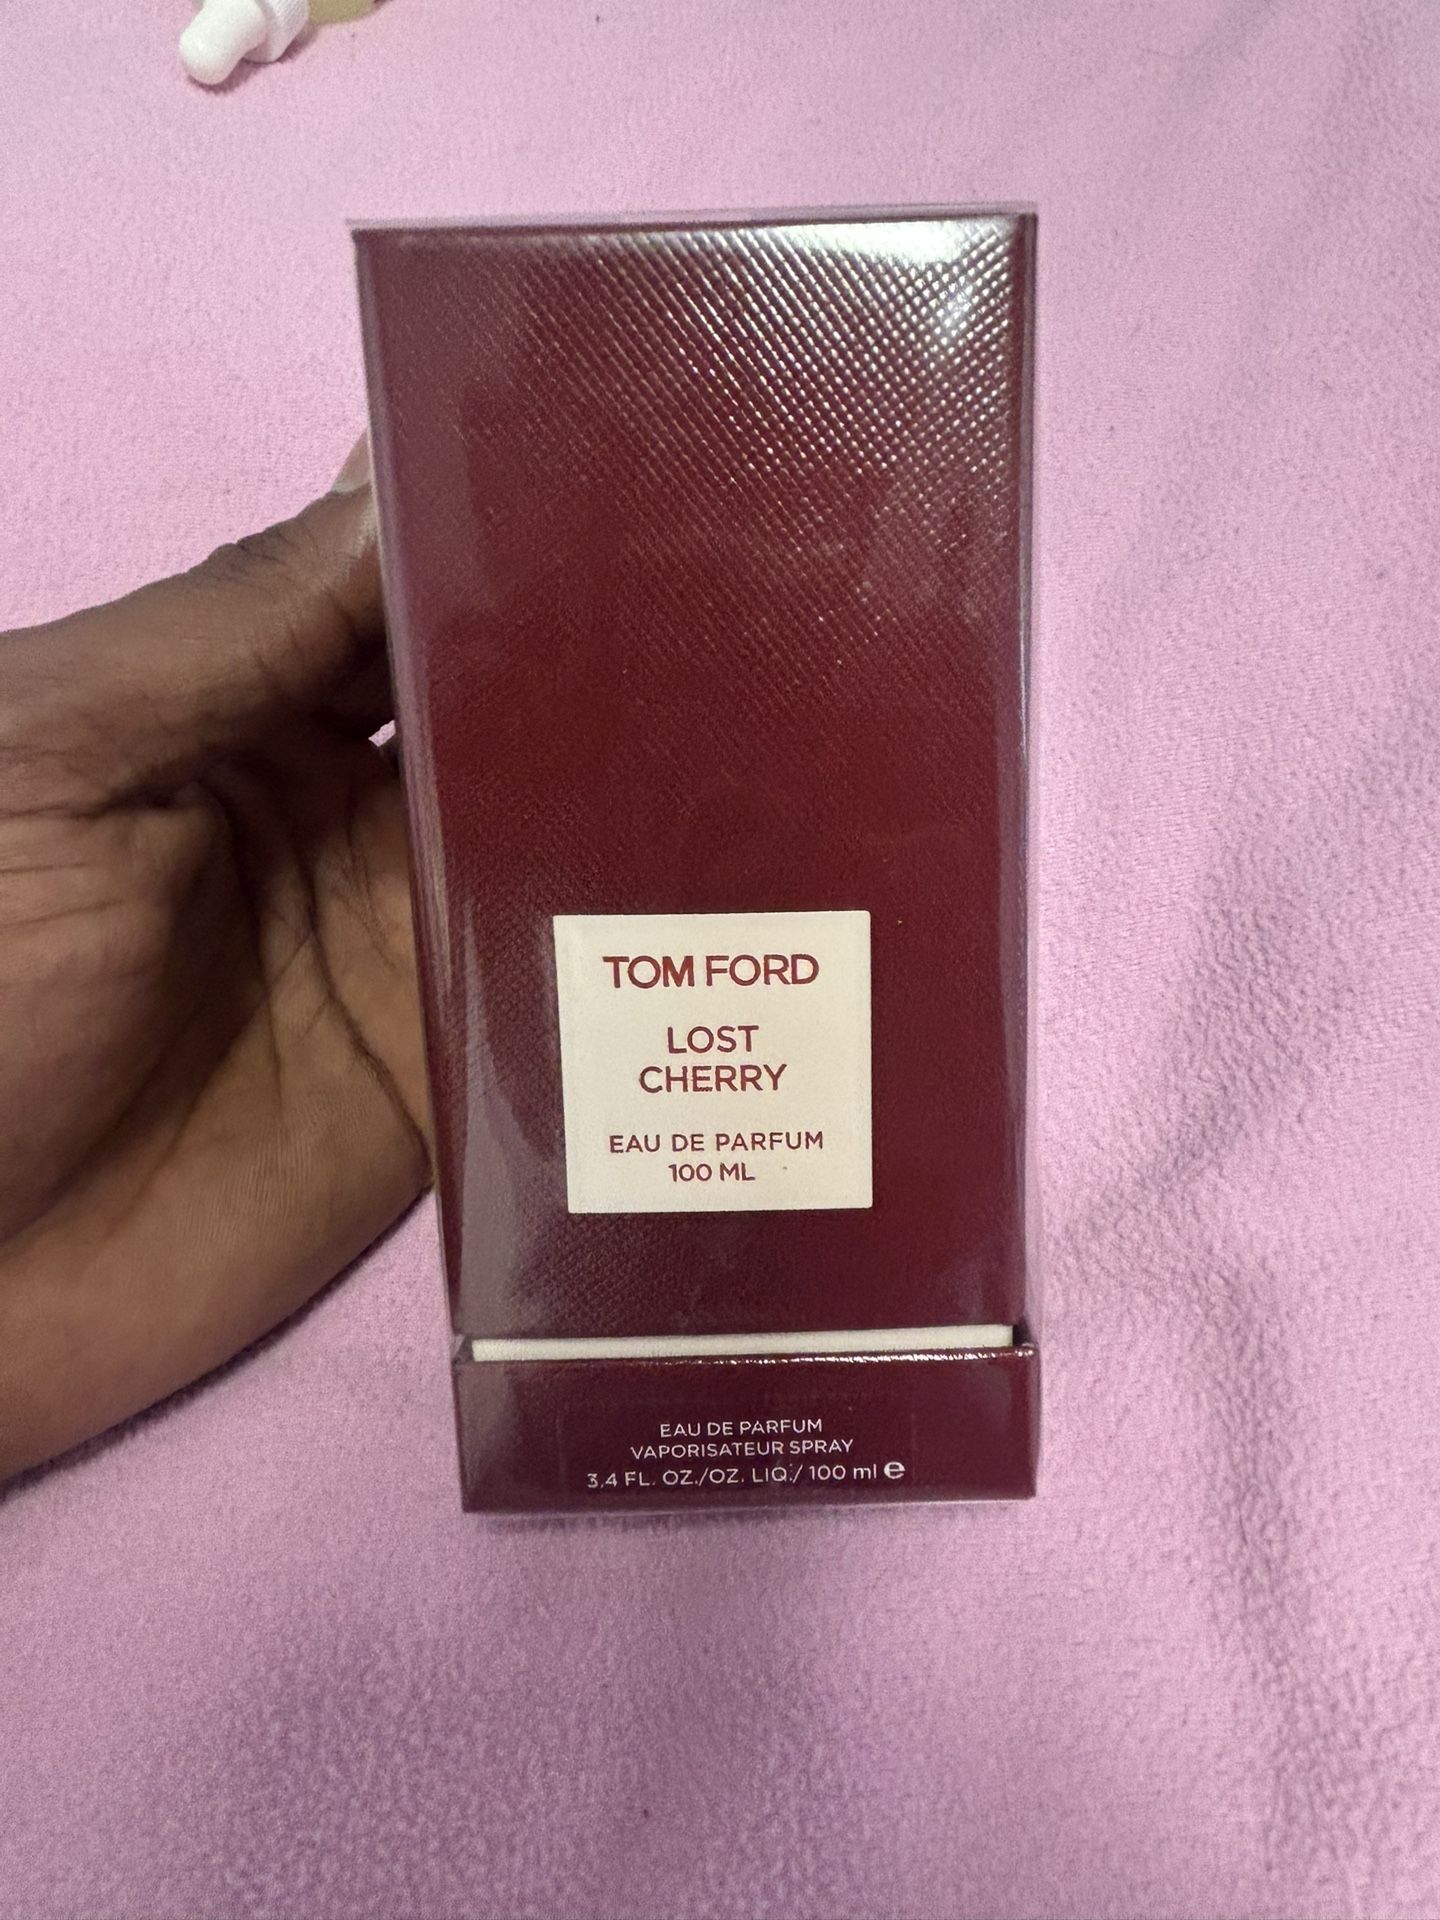 TOM FORD
LOST
CHERRY
EAU DE PARFUM
100 ML
EAU DE PARFUM
VAPORISATEUR SPRAY
3,4 FL. OZ./OZ. LIQ./ 100 ml ℮